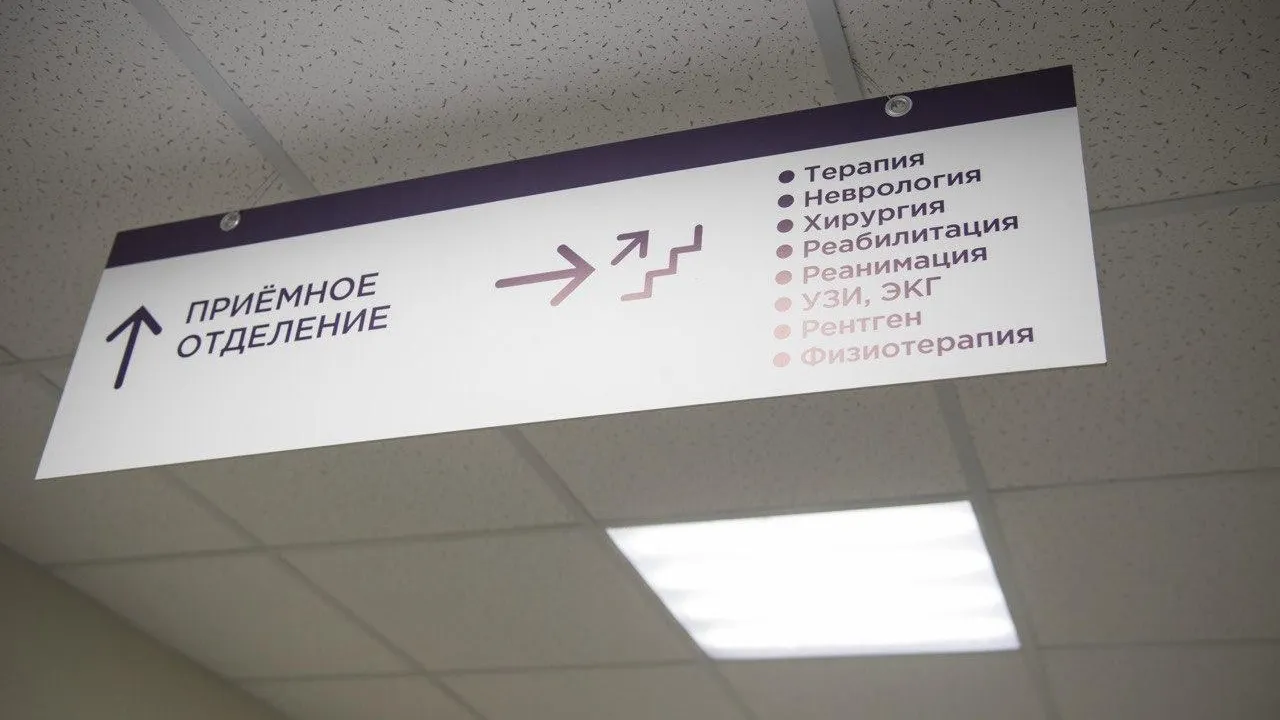 ПРИЁМНОЕ
ОТДЕЛЕНИЕ
Терапия
Неврология
Хирургия
Реабилитация
Реанимация
УЗИ, ЭКГ
Рентген
Физиотерапия